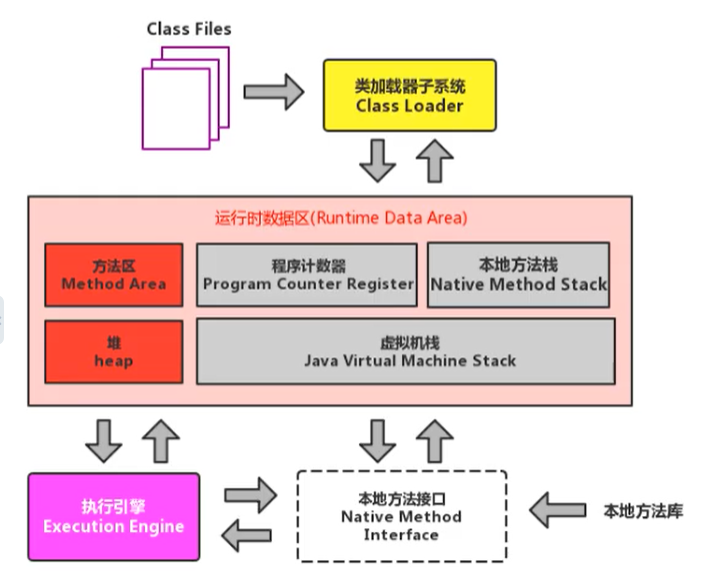 Class Files
类加载器子系统
Class Loader
运行时数据区(Runtime Data Area)
方法区
Method Area
程序计数器
Program Counter Register
本地方法栈
Native Method Stack
堆
heap
虚拟机栈
Java Virtual Machine Stack
执行引擎
Execution Engine
本地方法接口
Native Method
Interface
本地方法库